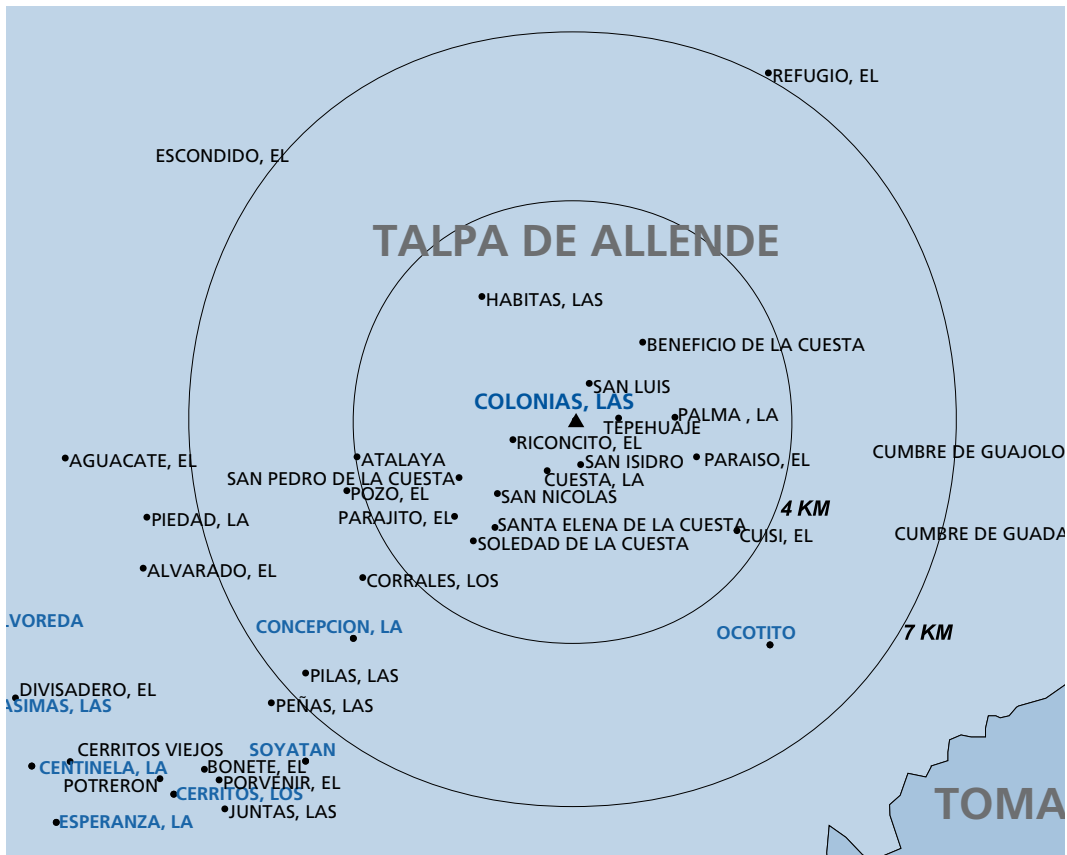 REFUGIO, EL
ESCONDIDO, EL
TALPA DE ALLENDE
HABITAS, LAS
BENEFICIO DE LA CUESTA
SAN LUIS
COLONIAS, LAS
PALMA , LA
TEPEHUAJE
RICONCITO, EL
CUMBRE DE GUAJOLO
AGUACATE, EL
ATALAYA
SAN ISIDRO
PARAISO, EL
SAN PEDRO DE LA CUESTA
CUESTA, LA
POZO, EL
SAN NICOLAS
4 KM
PIEDAD, LA
PARAJITO, EL
SANTA ELENA DE LA CUESTA
CUISI, EL
CUMBRE DE GUADA
SOLEDAD DE LA CUESTA
ALVARADO, EL
CORRALES, LOS
LVOREDA
CONCEPCION, LA
OCOTITO
7 KM
PILAS, LAS
DIVISADERO, EL
ASIMAS, LAS
PEÑAS, LAS
CERRITOS VIEJOS
SOYATAN
CENTINELA, LA
BONETE, EL
POTRERON
PORVENIR, EL
CERRITOS, LOS
TOMA
JUNTAS, LAS
ESPERANZA, LA